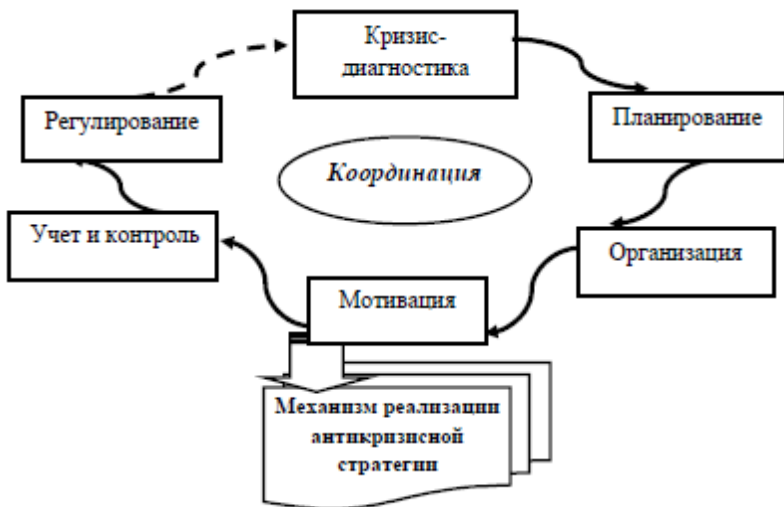 Кризис-
диагностика
Регулирование
Планирование
Координация
Учет и контроль
Организация
Мотивация
Механизм реализации
антикризисной
стратегии